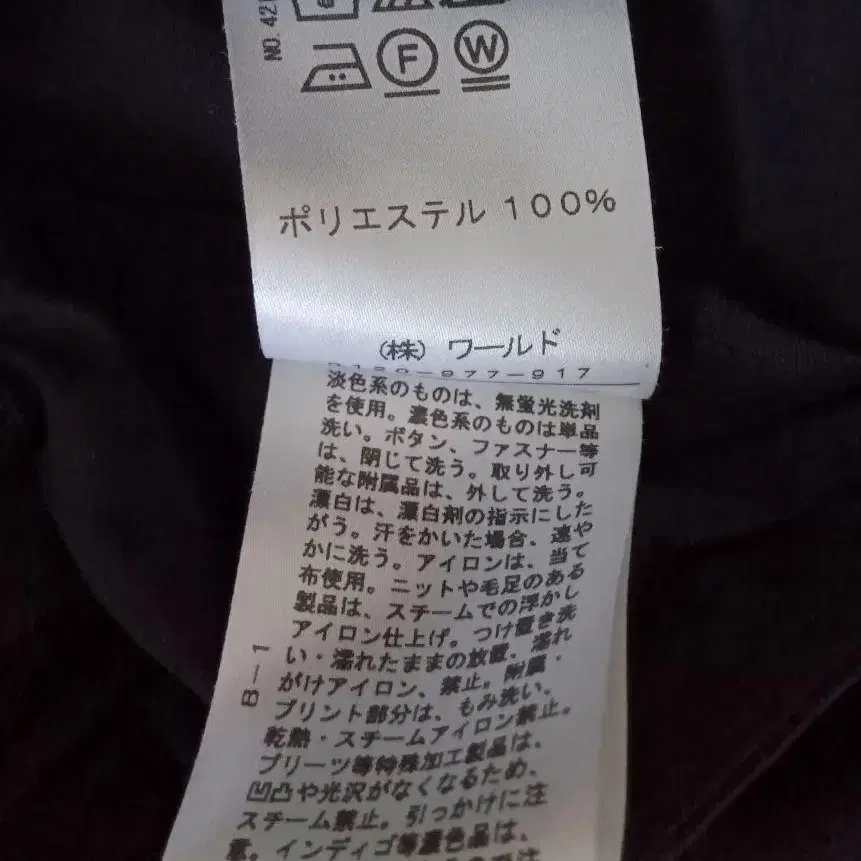 NO. 421
F
W
ポリエステル 100%
(株) ワールド
-977-917
淡色系のものは、無蛍光洗剤
を使用。濃色系のものは単品
洗い。ボタン、ファスナー等
は、閉じて洗う。取り外し可
能な附属品は、外して洗う。
漂白は、漂白剤の指示にした
がう。汗をかいた場合、速や
かに洗う。アイロンは、当て
布使用。ニットや毛足のある
製品は、スチームでの浮かし
アイロン仕上げ。つけ置き洗
い・濡れたままの放置、濡れ
がけアイロン、禁止。附属・
プリント部分は、もみ洗い、
乾熱・スチームアイロン禁止。
プリーツ等特殊加工製品は、
凹凸や光沢がなくなるため、
スチーム禁止。引っかけに注
意。インディゴ等濃色品は、
B-1